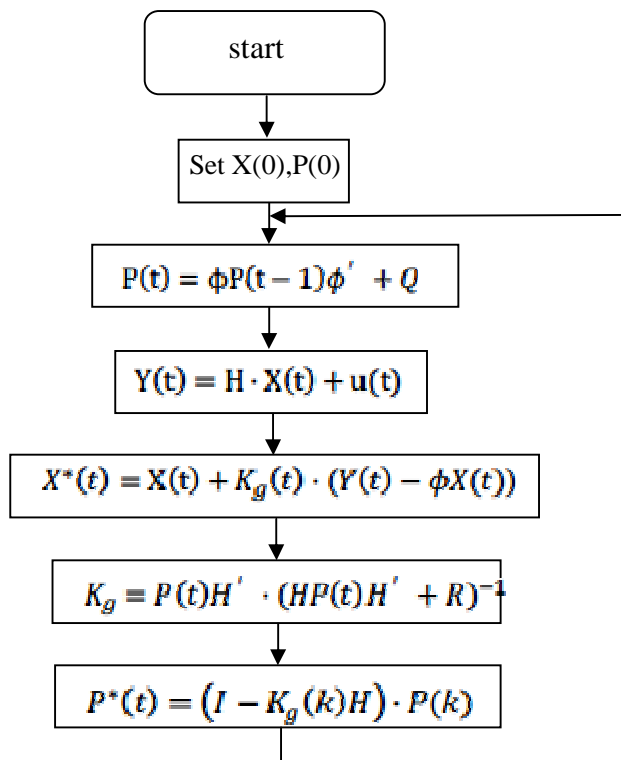 start
Set X(0),P(0)
P(t) = ϕP(t − 1)ϕ′ + Q
Y(t) = H · X(t) + u(t)
X*(t) = X(t) + K_g(t) · (Y(t) − ϕX(t))
K_g = P(t)H′ · (HP(t)H′ + R)⁻¹
P*(t) = (I − K_g(k)H) · P(k)